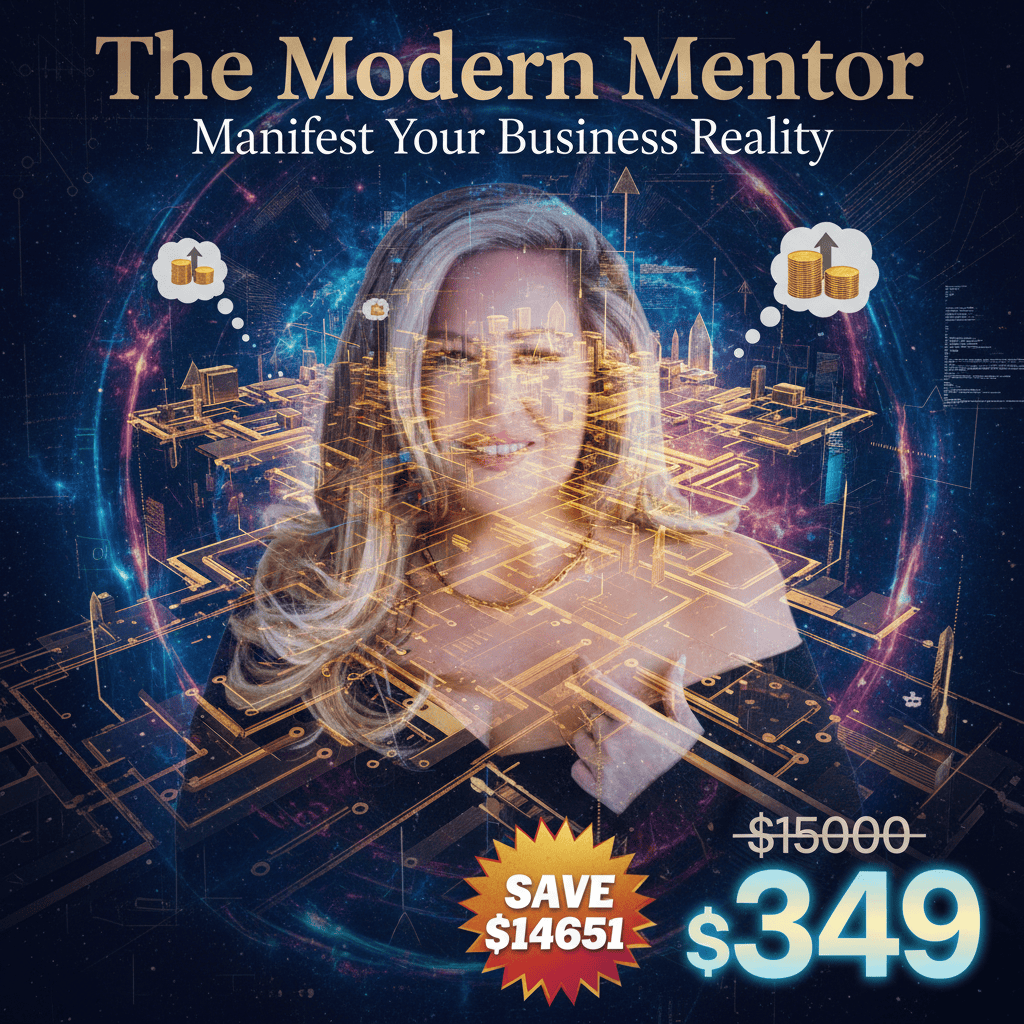 The Modern Mentor
Manifest Your Business Reality
$15000
SAVE
$14651
$349